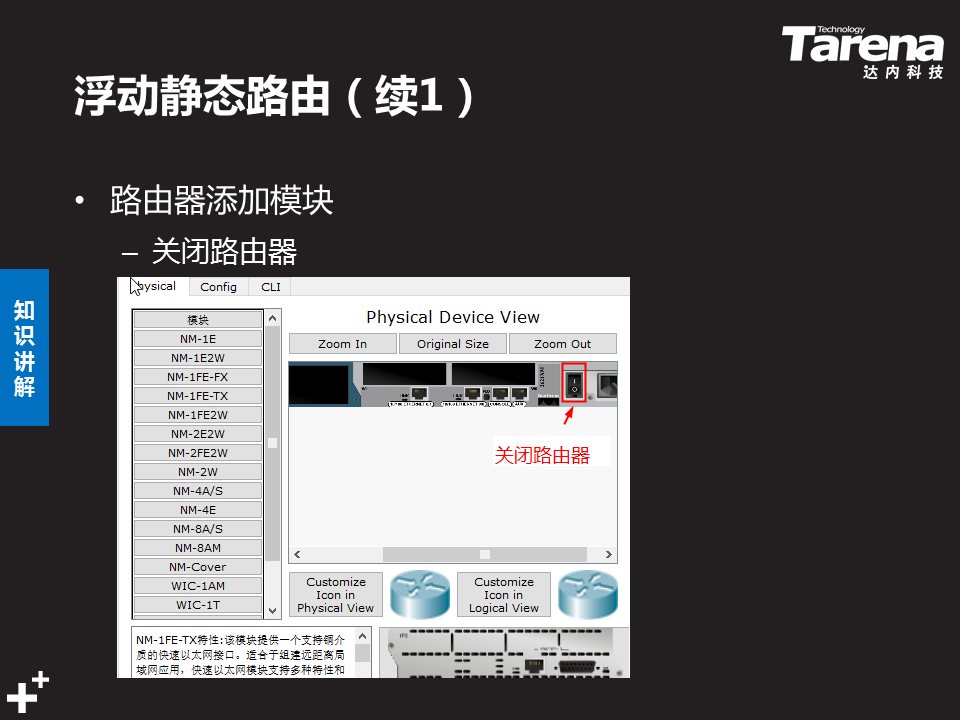 Technology
Tarena
达内科技
浮动静态路由（续1）
• 路由器添加模块
– 关闭路由器
知识讲解
hysical
Config
CLI
模块
NM-1E
NM-1E2W
NM-1FE-FX
NM-1FE-TX
NM-1FE2W
NM-2E2W
NM-2FE2W
NM-2W
NM-4A/S
NM-4E
NM-8A/S
NM-8AM
NM-Cover
WIC-1AM
WIC-1T
Physical Device View
Zoom In
Original Size
Zoom Out
关闭路由器
Customize
Icon in
Physical View
Customize
Icon in
Logical View
NM-1FE-TX特性:该模块提供一个支持铜介
质的快速以太网接口。适合于组建远距离局
域网应用，快速以太网模块支持多种特性和